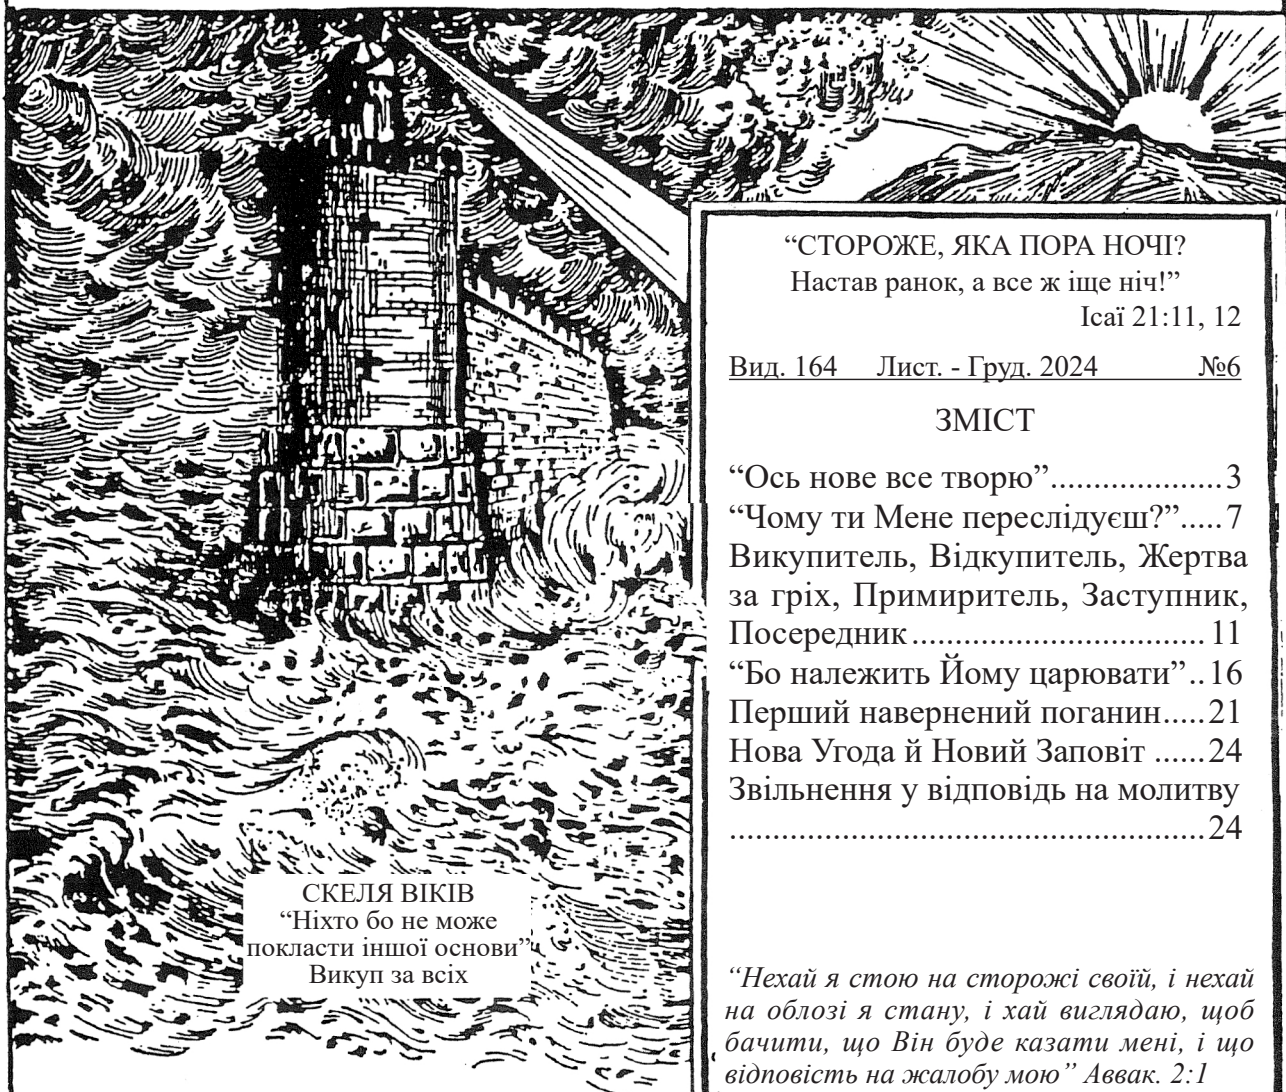 “СТОРОЖЕ, ЯКА ПОРА НОЧІ?
Настав ранок, а все ж іще ніч!”
Ісаї 21:11, 12
Вид. 164 Лист. - Груд. 2024 №6
ЗМІСТ
“Ось нове все творю”.....................3
“Чому ти Мене переслідуєш?”.....7
Викупитель, Відкупитель, Жертва
за гріх, Примиритель, Заступник,
Посередник....................................11
“Бо належить Йому царювати”..16
Перший навернений поганин.....21
Нова Угода й Новий Заповіт ......24
Звільнення у відповідь на молитву
..........................................................24
СКЕЛЯ ВІКІВ
“Ніхто бо не може
покласти іншої основи”
Викуп за всіх
“Нехай я стою на сторожі своїй, і нехай
на облозі я стану, і хай виглядаю, щоб
бачити, що Він буде казати мені, і що
відповість на жалобу мою” Аввак. 2:1